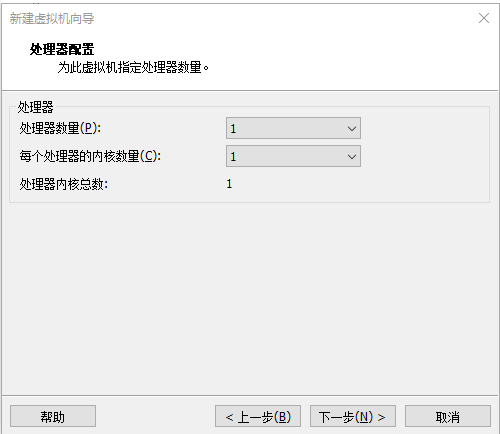 新建虚拟机向导
处理器配置
为此虚拟机指定处理器数量。
处理器
处理器数量(P): 1
每个处理器的内核数量(C): 1
处理器内核总数: 1
帮助 < 上一步(B) 下一步(N) > 取消